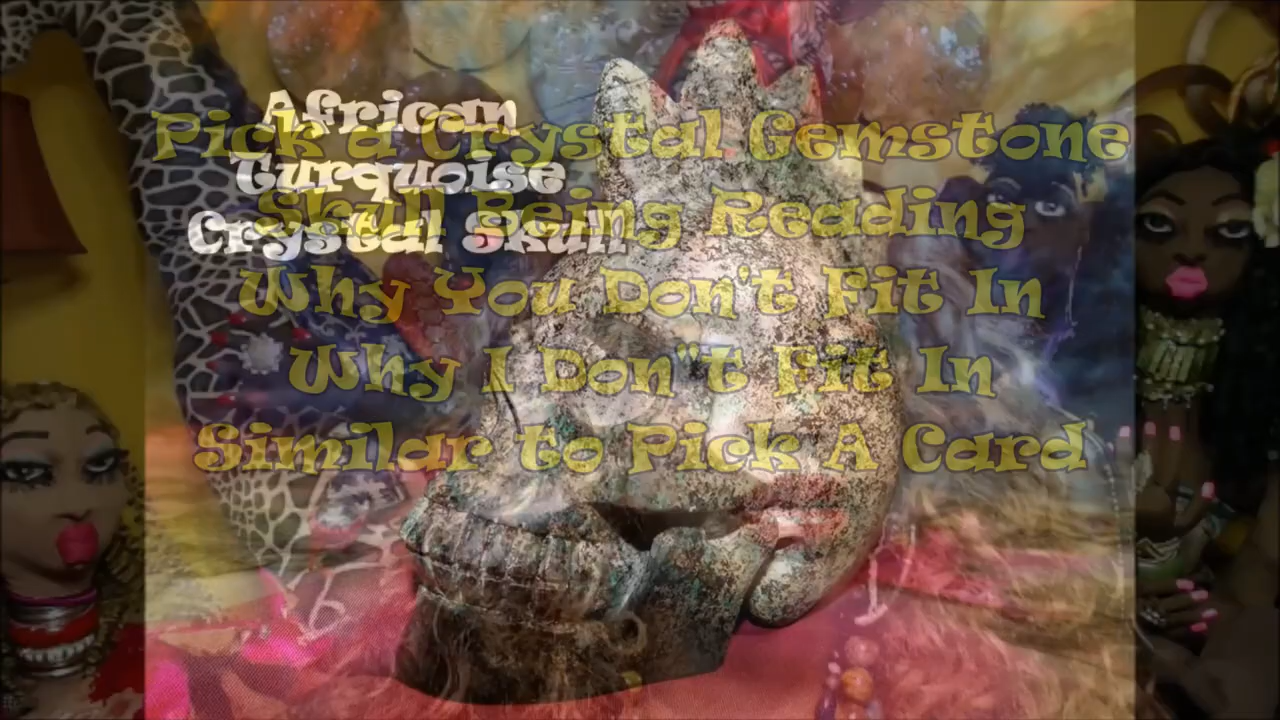 African
Turquoise
Crystal Skull
Pick a Crystal Gemstone
Skull Being Reading
Why You Don't Fit In
Why I Don"t Fit In
Similar to Pick A Card